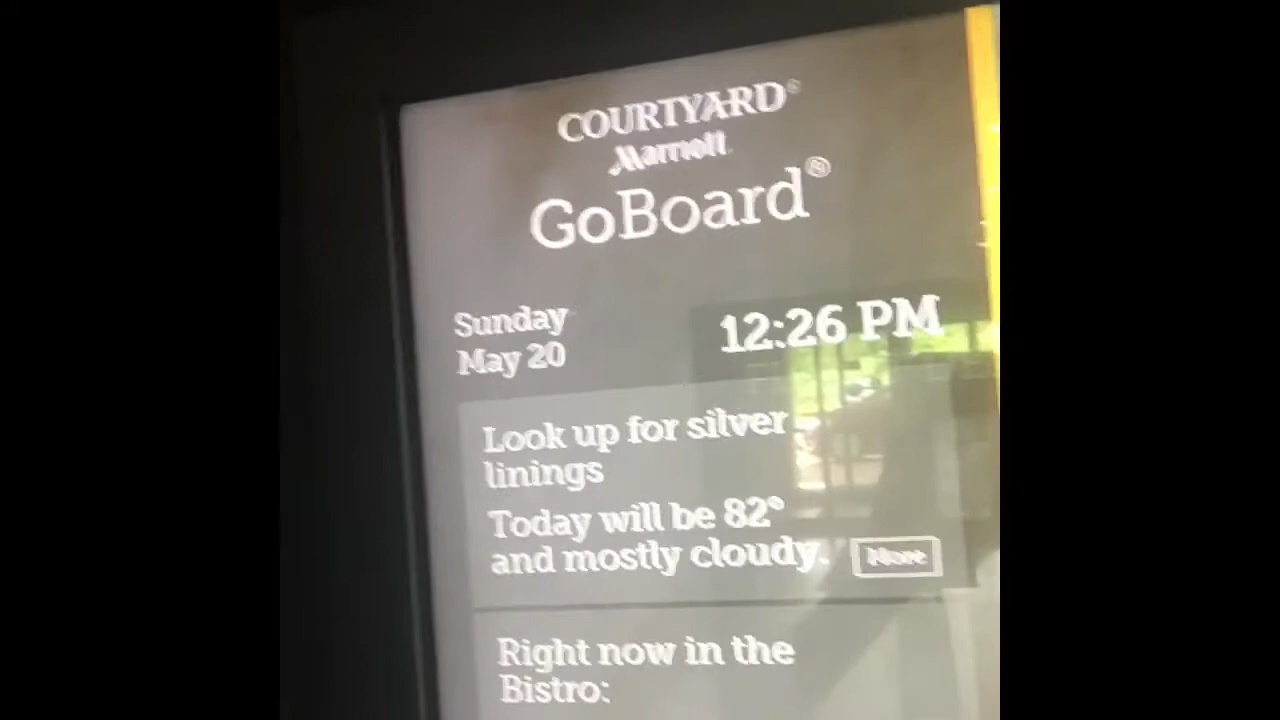 COURTYARD®
Marriott
GoBoard®
Sunday
May 20
12:26 PM
Look up for silver
linings
Today will be 82°
and mostly cloudy.
More
Right now in the
Bistro: